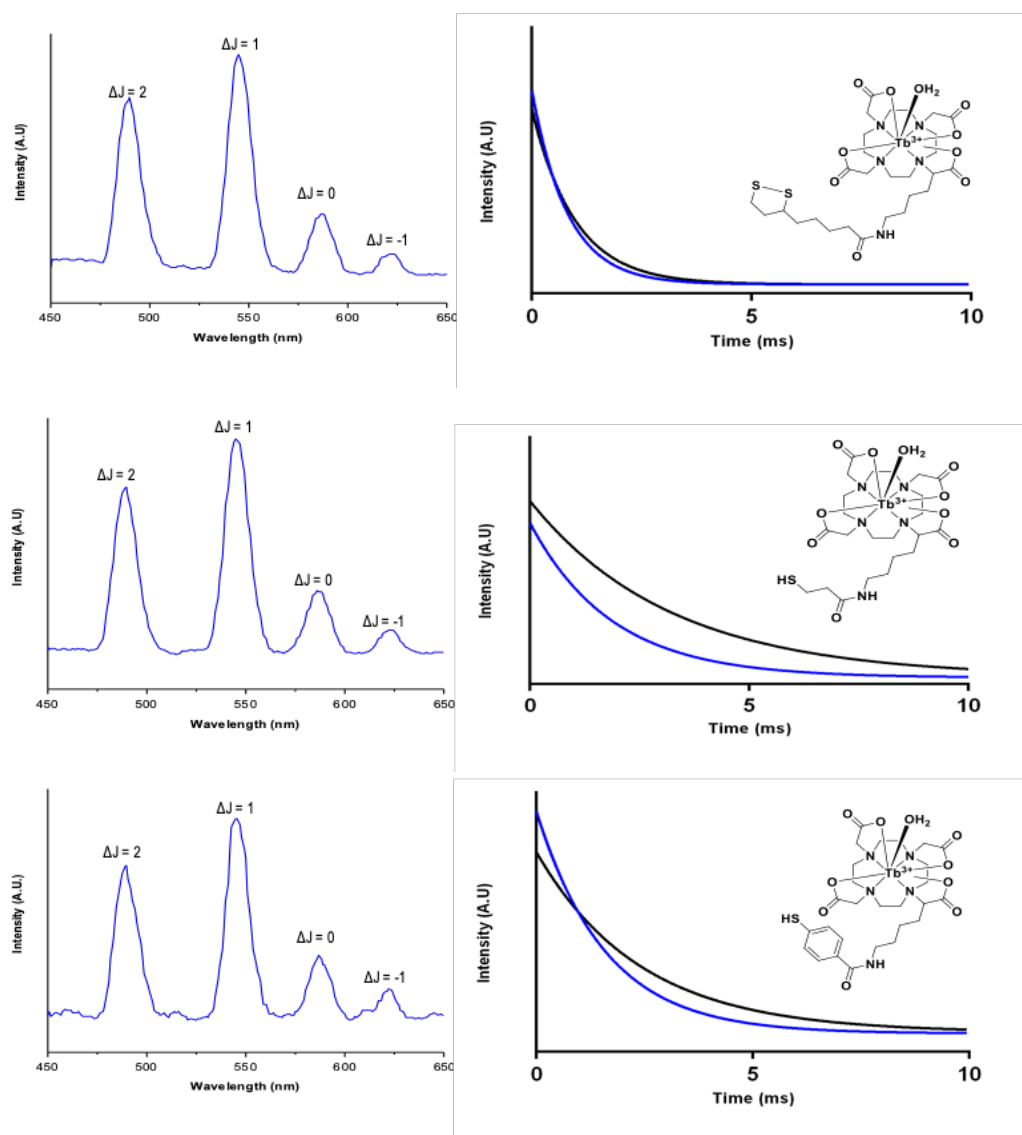 ΔJ = 1
ΔJ = 2
ΔJ = 0
ΔJ = -1
Intensity (A.U)
450 500 550 600 650
Wavelength (nm)
Intensity (A.U)
0 5 10
Time (ms)
O
O
OH₂
O
O
N
N
Tb³⁺
O
O
N
N
O
O
S
S
NH
O
ΔJ = 1
ΔJ = 2
ΔJ = 0
ΔJ = -1
Intensity (A.U)
450 500 550 600 650
Wavelength (nm)
Intensity (A.U)
0 5 10
Time (ms)
O
O
OH₂
O
N
N
O
Tb³⁺
O
O
N
N
O
O
HS
NH
O
ΔJ = 1
ΔJ = 2
ΔJ = 0
ΔJ = -1
Intensity (A.U.)
450 500 550 600 650
Wavelength (nm)
Intensity (A.U)
0 5 10
Time (ms)
O
O
OH₂
O
N
N
O
Tb³⁺
O
O
N
N
O
O
HS
NH
O